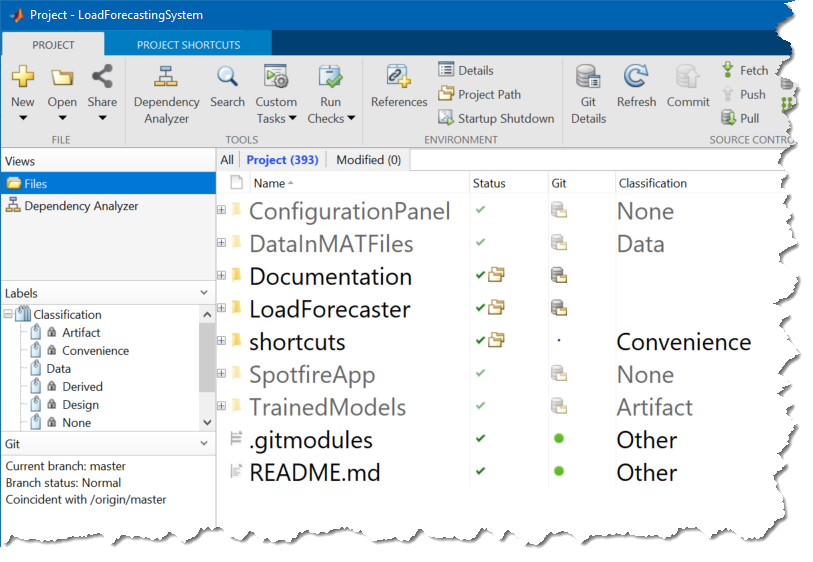 Project - LoadForecastingSystem
PROJECT PROJECT SHORTCUTS
New Open Share
FILE
Dependency Analyzer Search Custom Tasks Run Checks
TOOLS
References
Details
Project Path
Startup Shutdown
ENVIRONMENT
Git Details Refresh Commit
Fetch
Push
Pull
SOURCE CONTRO
Views
Files
Dependency Analyzer
Labels
Classification
Artifact
Convenience
Data
Derived
Design
None
Git
Current branch: master
Branch status: Normal
Coincident with /origin/master
All Project (393) Modified (0)
Name Status Git Classification
ConfigurationPanel None
DataInMATFiles Data
Documentation
LoadForecaster
shortcuts Convenience
SpotfireApp None
TrainedModels Artifact
.gitmodules Other
README.md Other